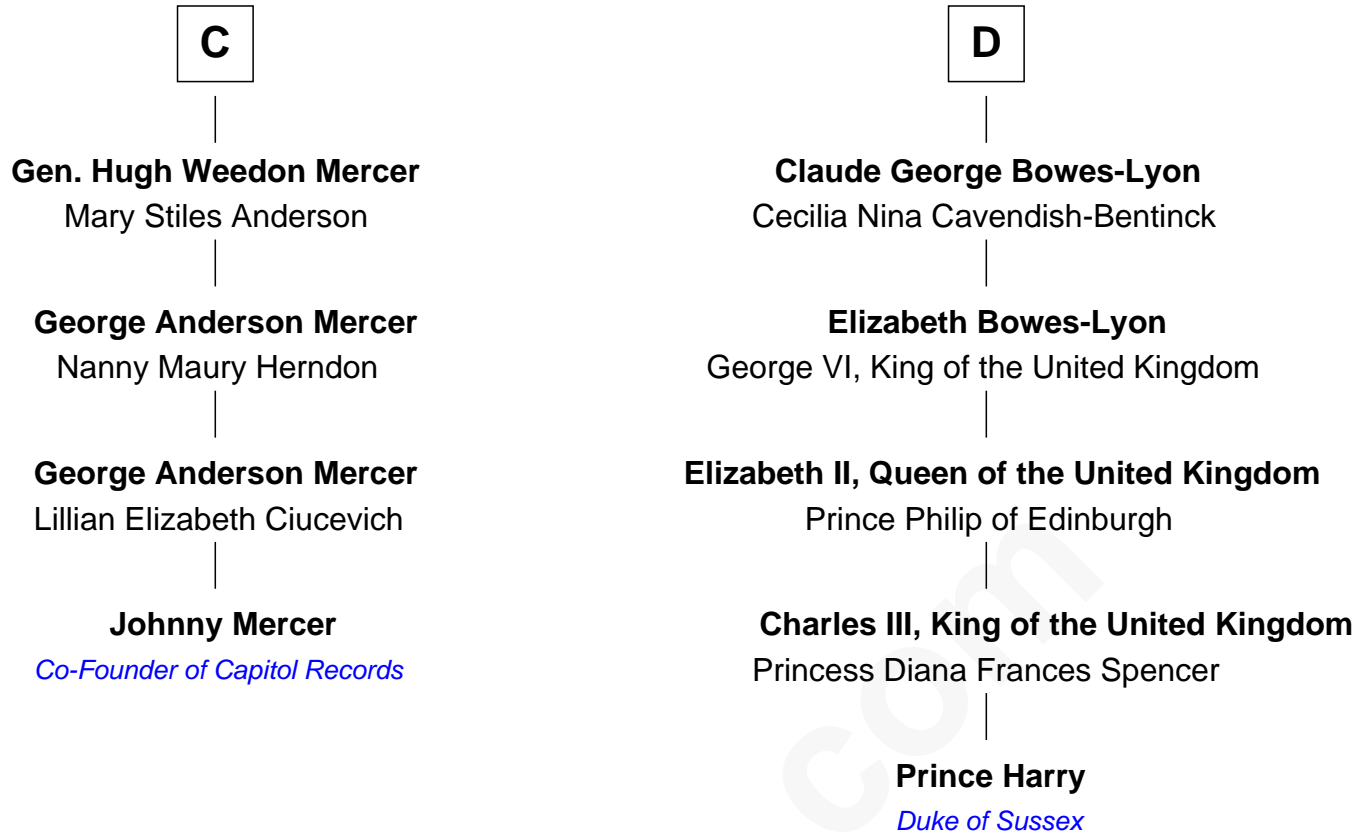 C
Gen. Hugh Weedon Mercer
Mary Stiles Anderson
George Anderson Mercer
Nanny Maury Herndon
George Anderson Mercer
Lillian Elizabeth Ciucevich
Johnny Mercer
Co-Founder of Capitol Records
D
Claude George Bowes-Lyon
Cecilia Nina Cavendish-Bentinck
Elizabeth Bowes-Lyon
George VI, King of the United Kingdom
Elizabeth II, Queen of the United Kingdom
Prince Philip of Edinburgh
Charles III, King of the United Kingdom
Princess Diana Frances Spencer
Prince Harry
Duke of Sussex
com